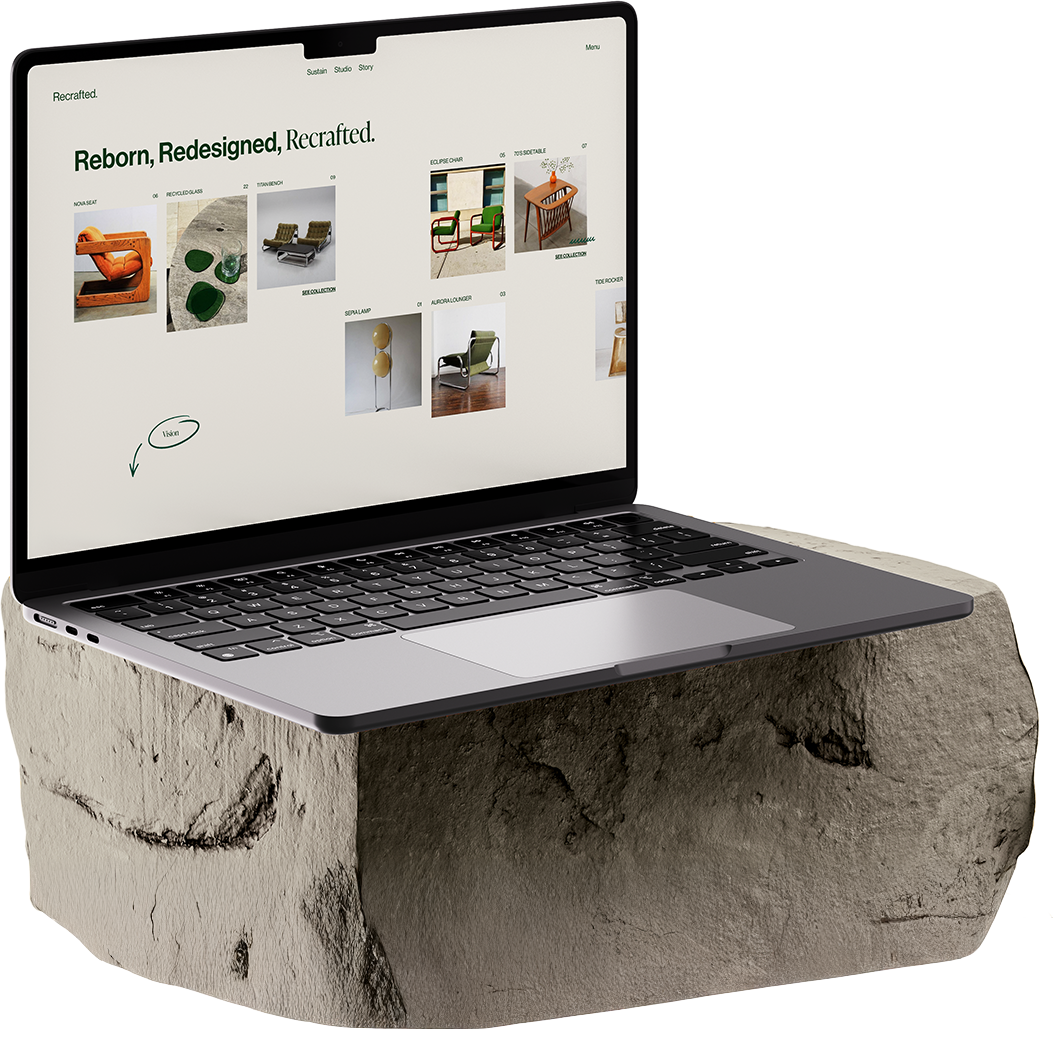 Menu
Sustain Studio Story
Recrafted.
Reborn, Redesigned, Recrafted.
NOVA SEAT 06
RECYCLED GLASS 22
TITAN BENCH 09
ECLIPSE CHAIR 05
70'S SIDETABLE 07
SEE COLLECTION
SEE COLLECTION
SEPIA LAMP 01
AURORA LOUNGER 03
TIDE ROCKER
Vision